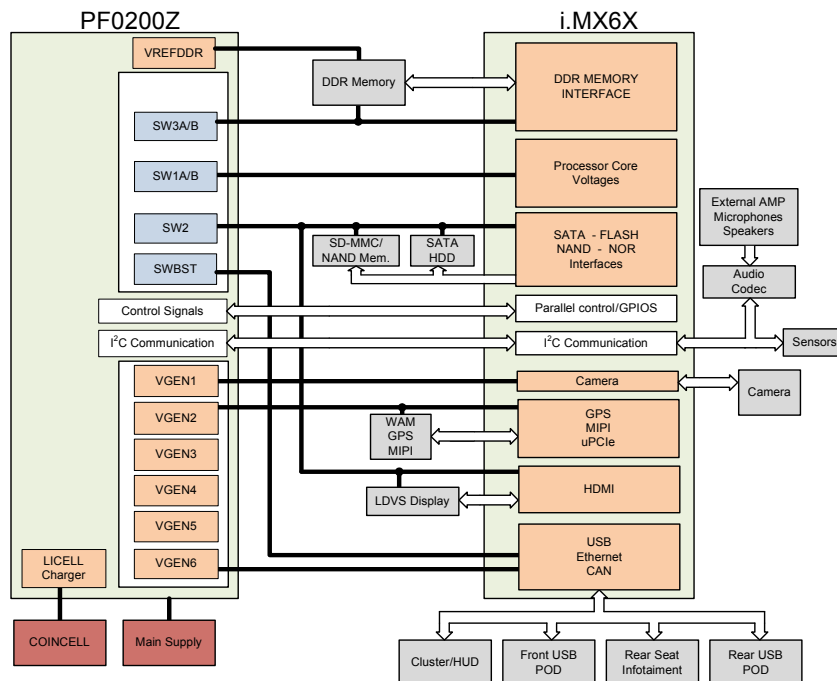 PF0200Z
i.MX6X
VREFDDR
DDR Memory
DDR MEMORY
INTERFACE
SW3A/B
SW1A/B
Processor Core
Voltages
SW2
SD-MMC/
NAND Mem.
SATA
HDD
SATA - FLASH
NAND - NOR
Interfaces
External AMP
Microphones
Speakers
SWBST
Audio
Codec
Control Signals
Parallel control/GPIOS
I²C Communication
I²C Communication
Sensors
VGEN1
Camera
Camera
VGEN2
WAM
GPS
MIPI
GPS
MIPI
uPCIe
VGEN3
VGEN4
LDVS Display
HDMI
VGEN5
VGEN6
USB
Ethernet
CAN
LICELL
Charger
COINCELL
Main Supply
Cluster/HUD
Front USB
POD
Rear Seat
Infotaiment
Rear USB
POD